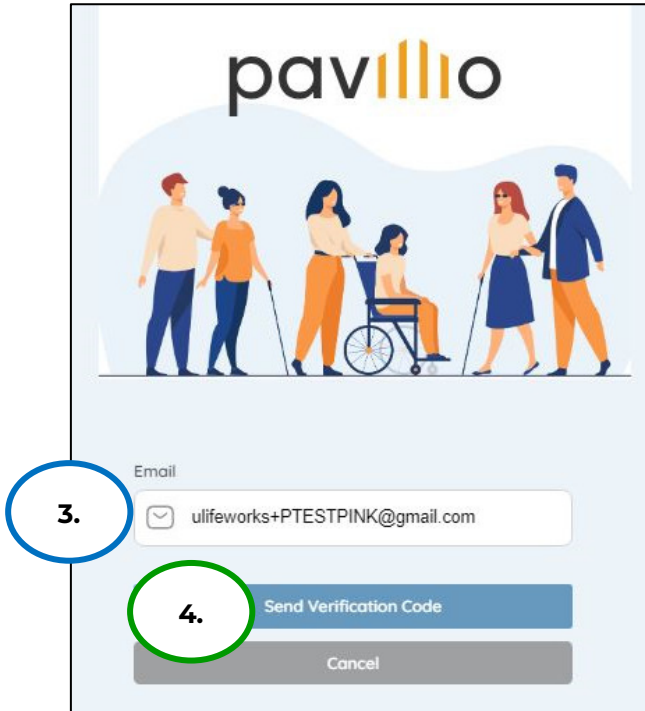 pavillio
Email
3.
ulifeworks+PTESTPINK@gmail.com
4.
Send Verification Code
Cancel